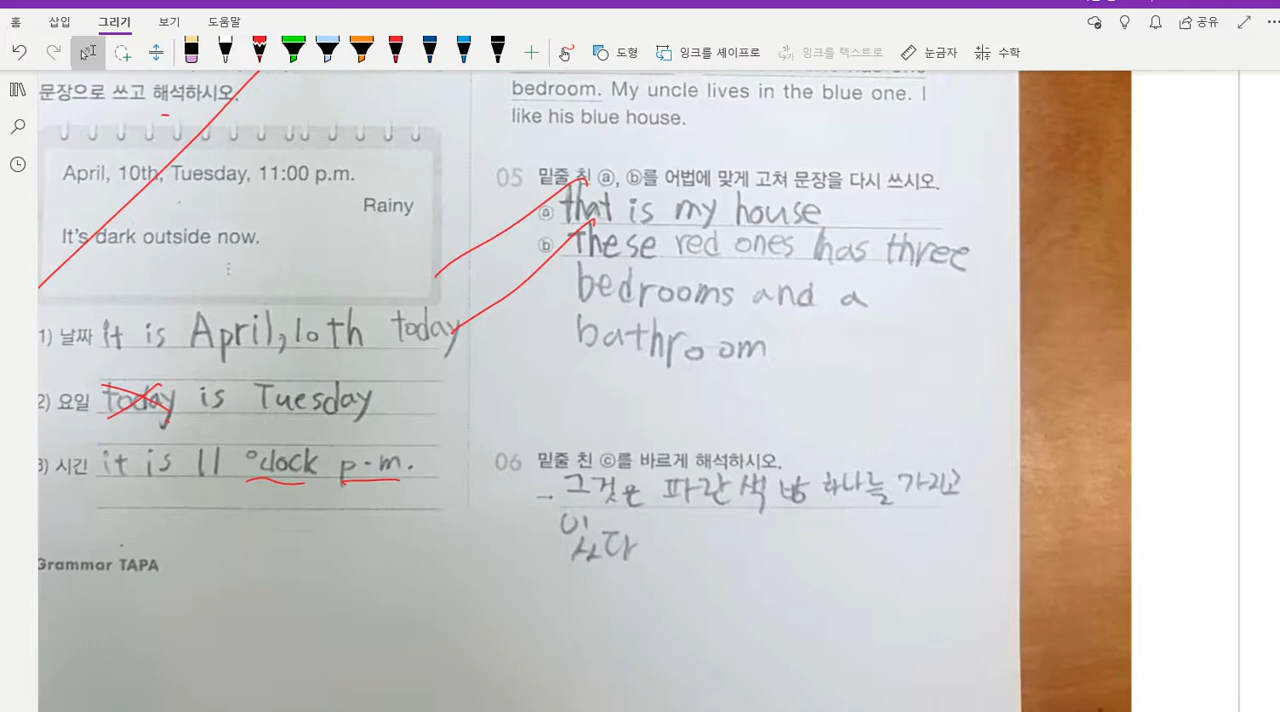 홈 삽입 그리기 보기 도움말
공유
도형 잉크를 셰이프로 잉크를 텍스트로 눈금자 수학
문장으로 쓰고 해석하시오.
April, 10th, Tuesday, 11:00 p.m.
Rainy
It's dark outside now.
1) 날짜 it is April, 10th today
2) 요일 today is Tuesday
3) 시간 it is 11 o'clock p.m.
Grammar TAPA
bedroom. My uncle lives in the blue one. I
like his blue house.
05 밑줄 친 ⓐ, ⓑ를 어법에 맞게 고쳐 문장을 다시 쓰시오.
ⓐ that is my house
ⓑ These red ones has three
bedrooms and a
bathroom
06 밑줄 친 ⓒ를 바르게 해석하시오.
→ 그것은 파란색 방 하나를 가리고
있다